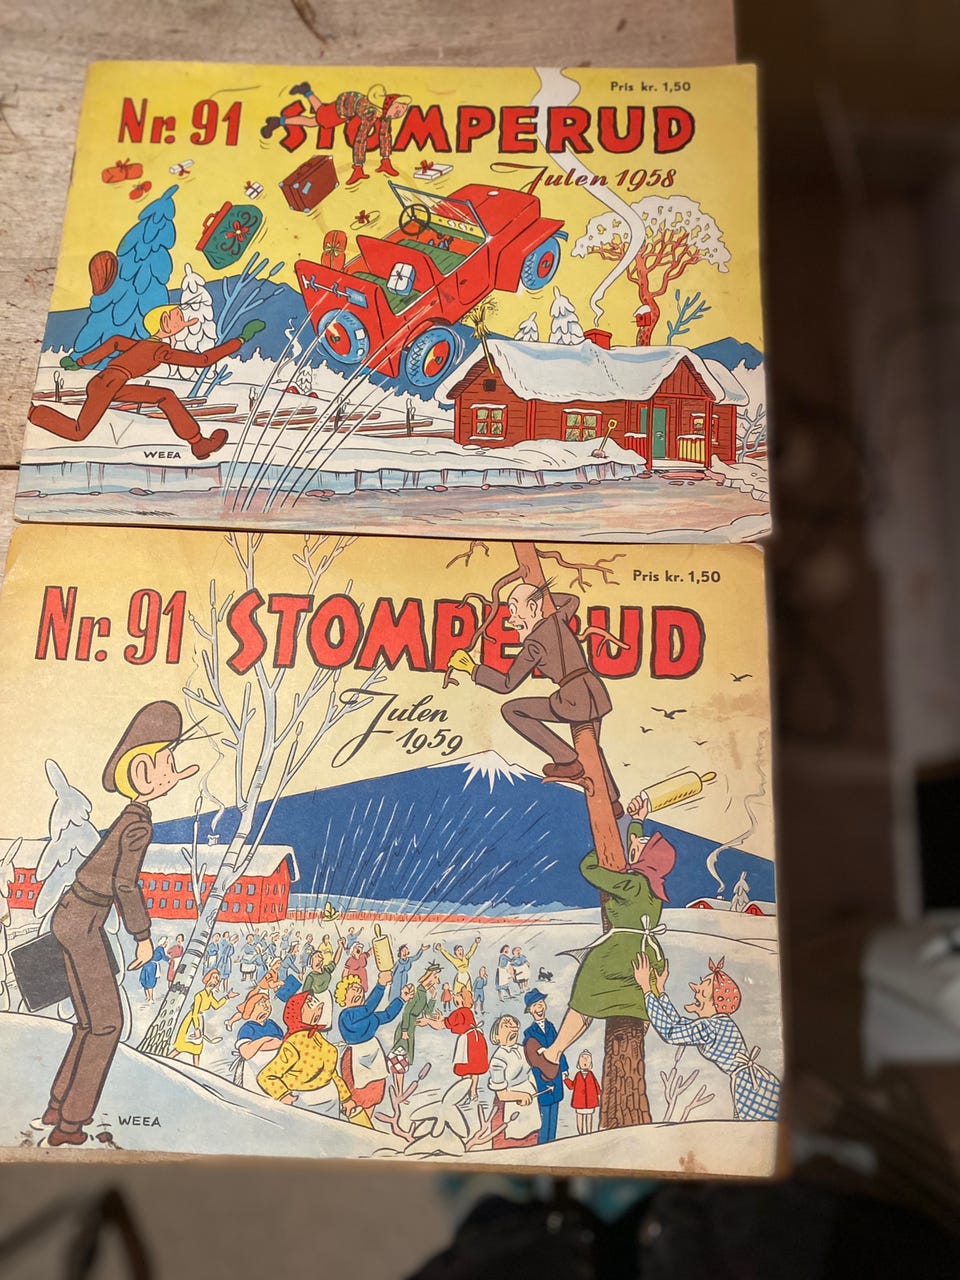 Pris kr. 1,50
Nr. 91 STOMPERUD
Julen 1958
WEEA
Pris kr. 1,50
Nr. 91 STOMPERUD
Julen
1959
WEEA